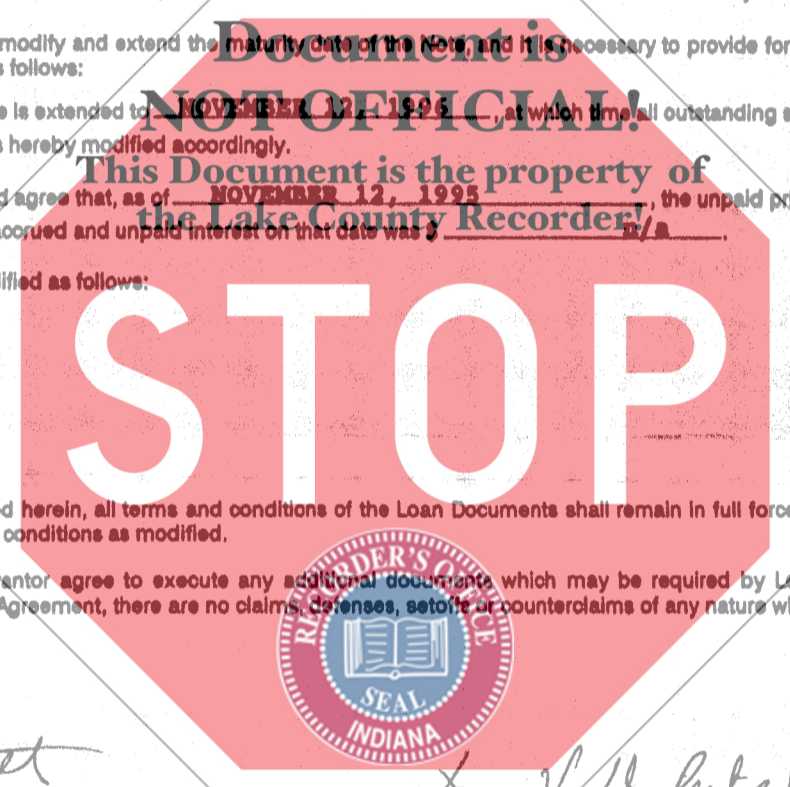 modify and extend the maturity date of the Note, and it is necessary to provide for
Document is
s follows:
e is extended to NOVEMBER 12, 1996, at which time all outstanding s
NOT OFFICIAL!
s hereby modified accordingly.
This Document is the property of
d agree that, as of NOVEMBER 12, 1995, the unpaid pr
the Lake County Recorder!
ccrued and unpaid interest on that date was $ n/a.
ified as follows:
STOP
d herein, all terms and conditions of the Loan Documents shall remain in full force
conditions as modified.
antor agree to execute any additional documents which may be required by Le
Agreement, there are no claims, defenses, setoffs or counterclaims of any nature wh
RECORDER'S OFFICE
SEAL
INDIANA